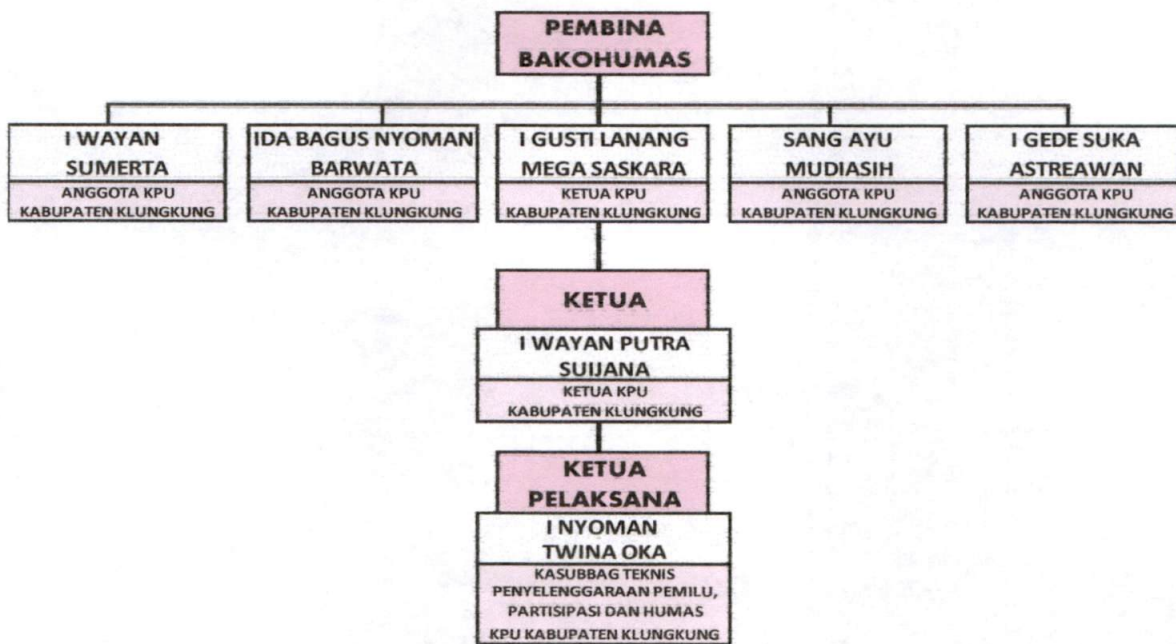 PEMBINA
BAKOHUMAS
I WAYAN
SUMERTA
ANGGOTA KPU
KABUPATEN KLUNGKUNG
IDA BAGUS NYOMAN
BARWATA
ANGGOTA KPU
KABUPATEN KLUNGKUNG
I GUSTI LANANG
MEGA SASKARA
KETUA KPU
KABUPATEN KLUNGKUNG
SANG AYU
MUDIASIH
ANGGOTA KPU
KABUPATEN KLUNGKUNG
I GEDE SUKA
ASTREAWAN
ANGGOTA KPU
KABUPATEN KLUNGKUNG
KETUA
I WAYAN PUTRA
SUIJANA
KETUA KPU
KABUPATEN KLUNGKUNG
KETUA
PELAKSANA
I NYOMAN
TWINA OKA
KASUBBAG TEKNIS
PENYELENGGARAAN PEMILU,
PARTISIPASI DAN HUMAS
KPU KABUPATEN KLUNGKUNG